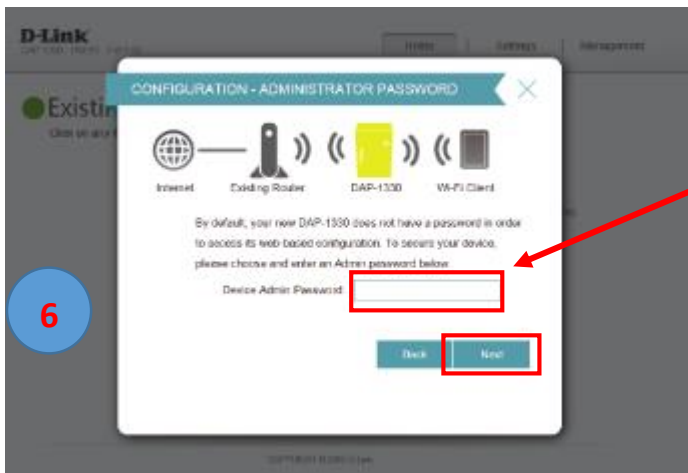 D-Link
Home Settings Management
Existin
CONFIGURATION - ADMINISTRATOR PASSWORD
Internet Existing Router DAP-1330 Wi-Fi Client
By default, your new DAP-1330 does not have a password in order
to access its web-based configuration. To secure your device,
please choose and enter an Admin password below.
Device Admin Password
6
Back Next